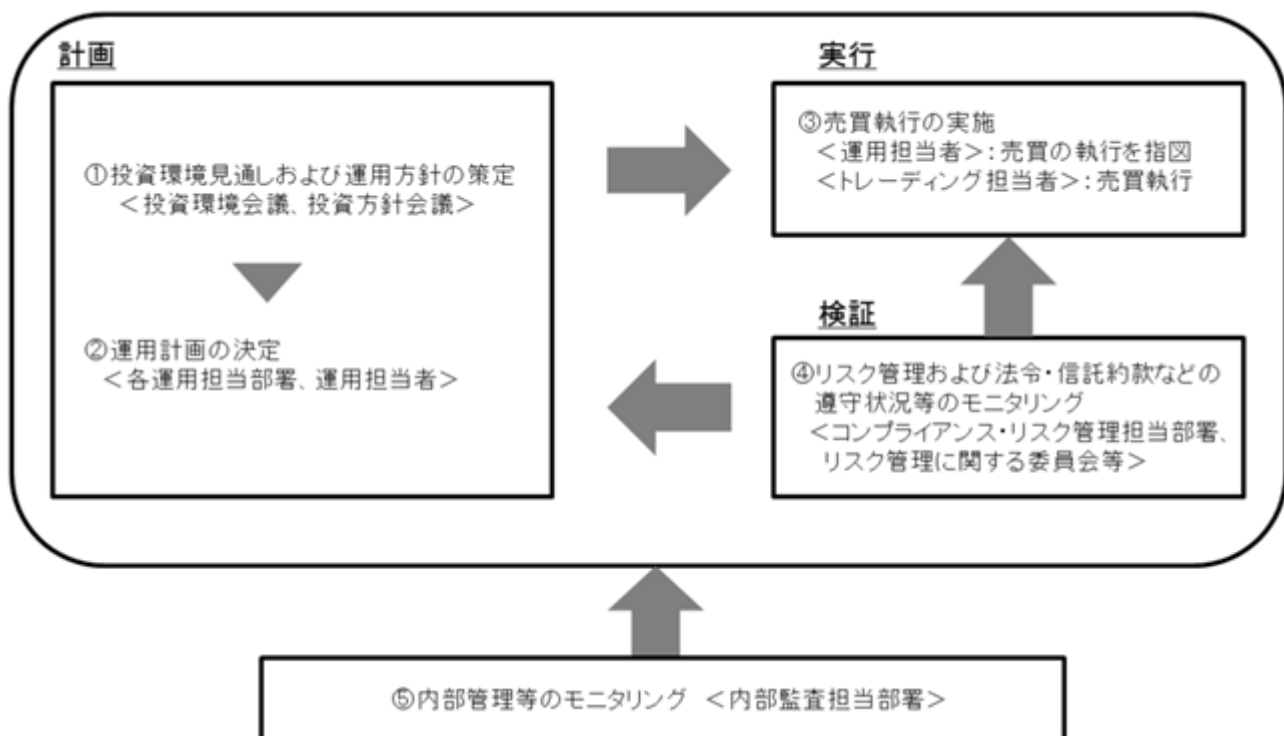 計画
①投資環境見通しおよび運用方針の策定
＜投資環境会議、投資方針会議＞
②運用計画の決定
＜各運用担当部署、運用担当者＞
実行
③売買執行の実施
＜運用担当者＞：売買の執行を指図
＜トレーディング担当者＞：売買執行
検証
④リスク管理および法令・信託約款などの
遵守状況等のモニタリング
＜コンプライアンス・リスク管理担当部署、
リスク管理に関する委員会等＞
⑤内部管理等のモニタリング ＜内部監査担当部署＞